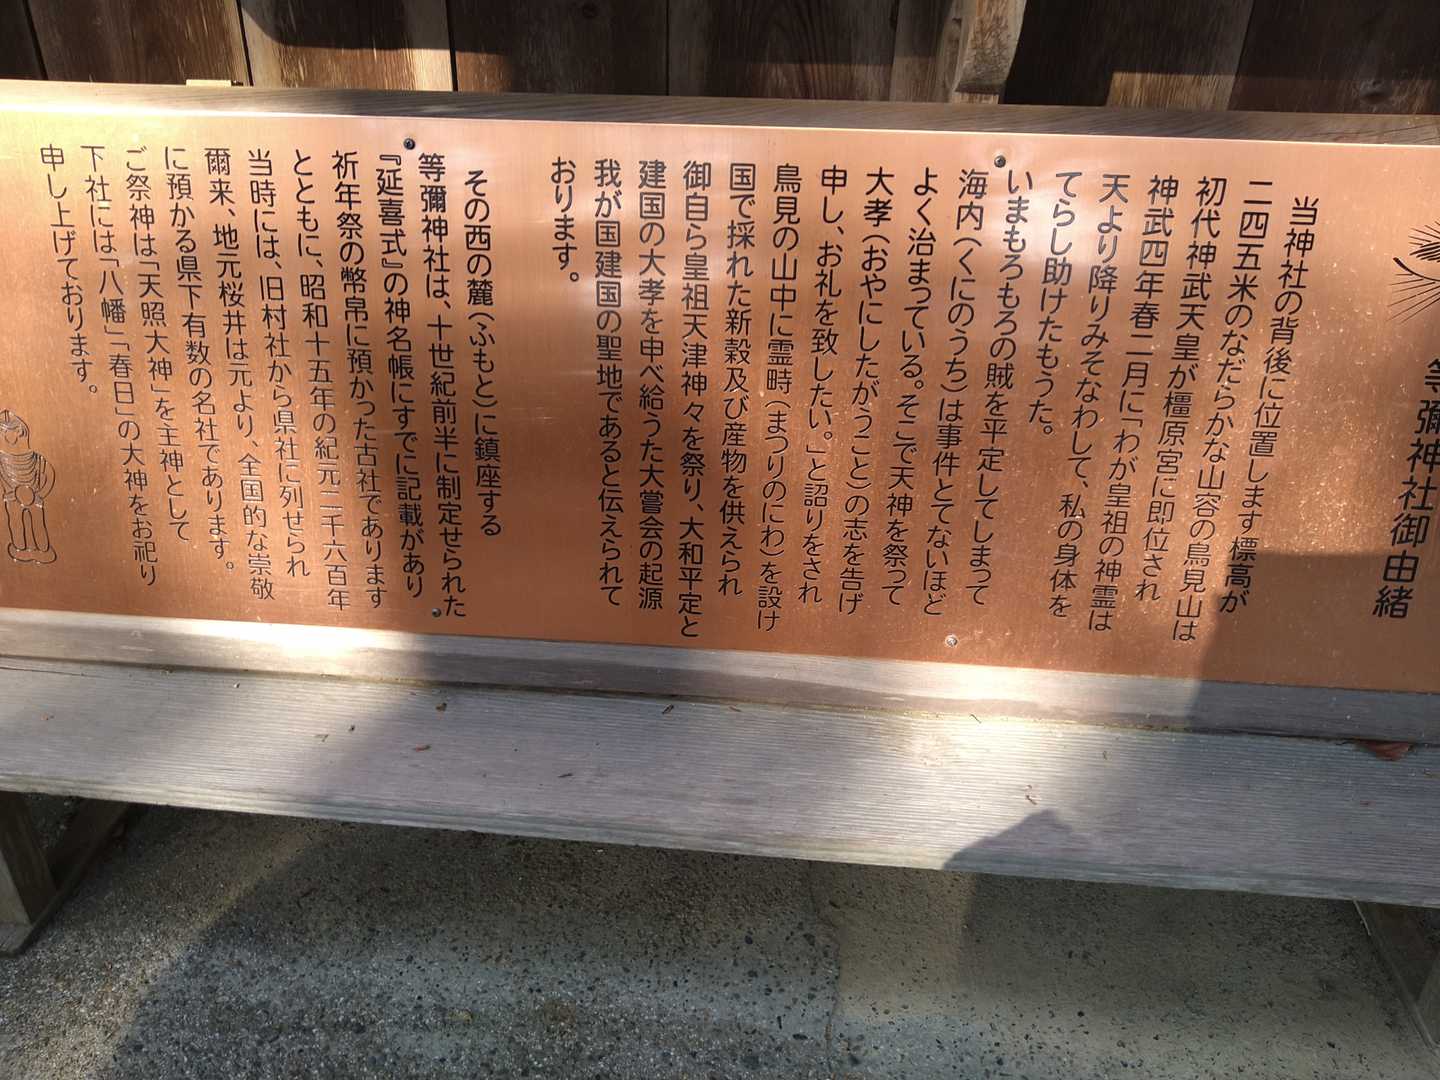 等彌神社御由緒
当神社の背後に位置します標高が
二四五米のなだらかな山容の鳥見山は
初代神武天皇が橿原宮に即位され
神武四年春二月に「わが皇祖の神霊は
天より降りみそなわして、私の身体を
てらし助けたもうた。
いまもろもろの賊を平定してしまって
海内(くにのうち)は事件とてないほど
よく治まっている。そこで天神を祭って
大孝(おやにしたがうこと)の志を告げ
申し、お礼を致したい。」と詔りをされ
鳥見の山中に霊畤(まつりのにわ)を設け
国で採れた新穀及び産物を供えられ
御自ら皇祖天津神々を祭り、大和平定と
建国の大孝を申べ給うた大嘗会の起源
我が国建国の聖地であると伝えられて
おります。
その西の麓(ふもと)に鎮座する
等彌神社は、十世紀前半に制定せられた
『延喜式』の神名帳にすでに記載があり
祈年祭の幣帛に預かった古社であります
とともに、昭和十五年の紀元二千六百年
当時には、旧村社から県社に列せられ
爾来、地元桜井は元より、全国的な崇敬
に預かる県下有数の名社であります。
ご祭神は「天照大神」を主神として
下社には「八幡」「春日」の大神をお祀り
申し上げております。